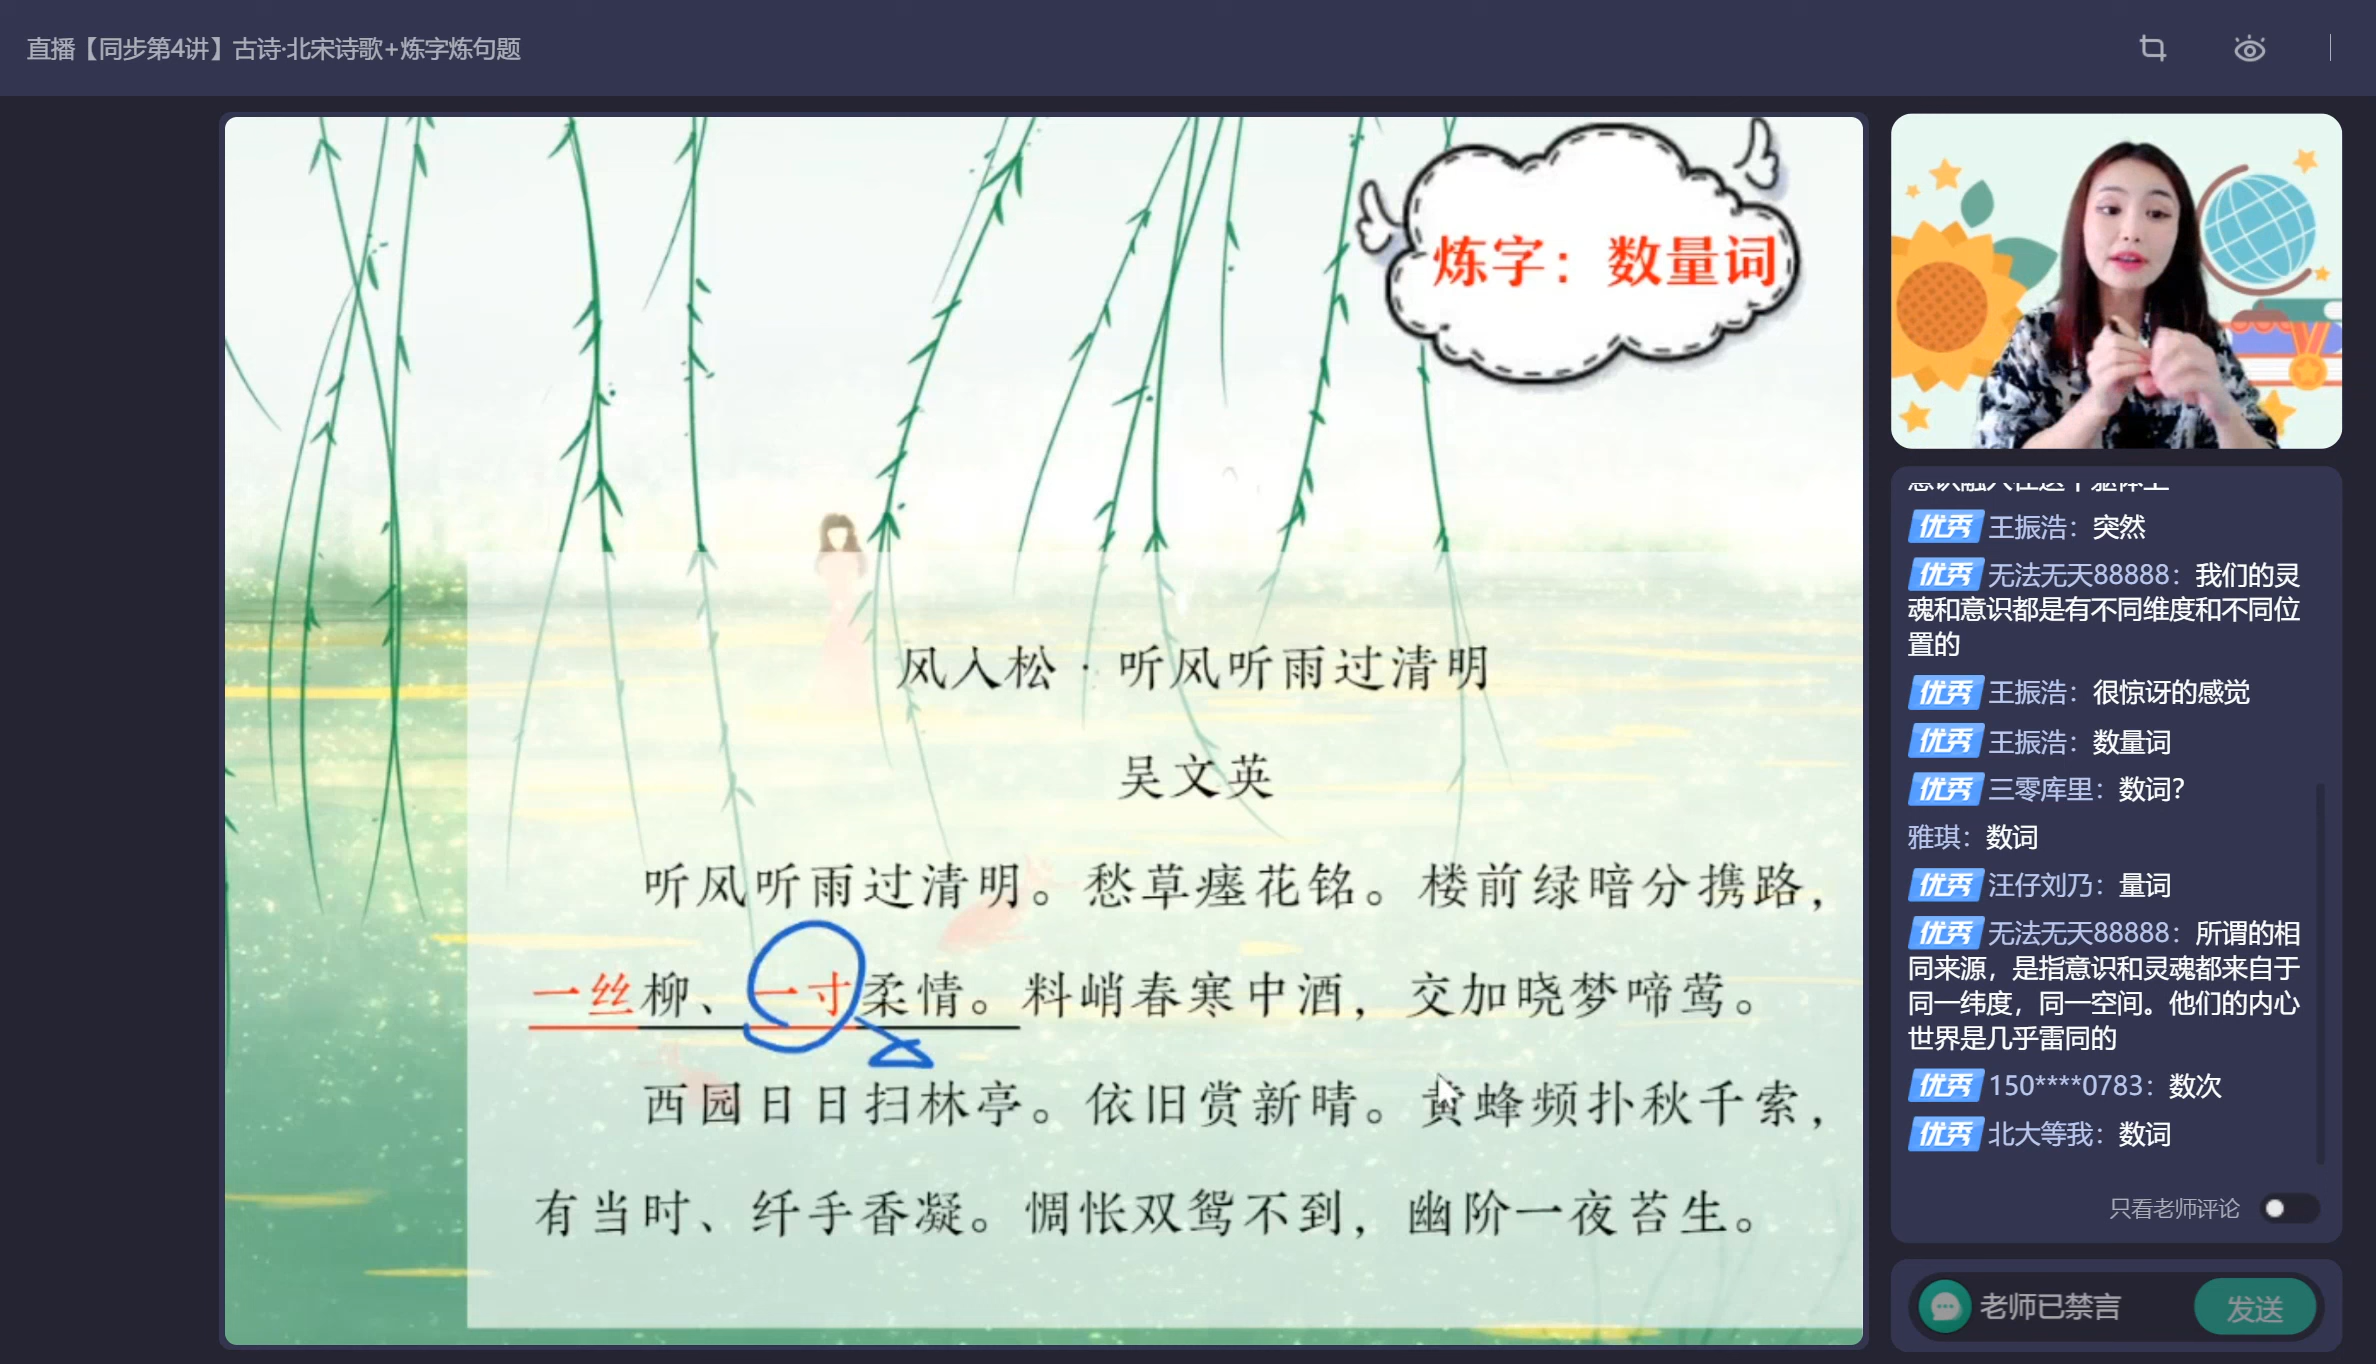 直播【同步第4讲】古诗·北宋诗歌+炼字炼句题
炼字：数量词
风入松·听风听雨过清明
吴文英
听风听雨过清明。愁草瘗花铭。楼前绿暗分携路，
一丝柳、一寸柔情。料峭春寒中酒，交加晓梦啼莺。
西园日日扫林亭。依旧赏新晴。黄蜂频扑秋千索，
有当时、纤手香凝。惆怅双鸳不到，幽阶一夜苔生。
优秀 王振浩：突然
优秀 无法无天88888：我们的灵
魂和意识都是有不同维度和不同位
置的
优秀 王振浩：很惊讶的感觉
优秀 王振浩：数量词
优秀 三零库里：数词？
雅琪：数词
优秀 汪仔刘乃：量词
优秀 无法无天88888：所谓的相
同来源，是指意识和灵魂都来自于
同一纬度，同一空间。他们的内心
世界是几乎雷同的
优秀 150****0783：数次
优秀 北大等我：数词
只看老师评论
老师已禁言
发送